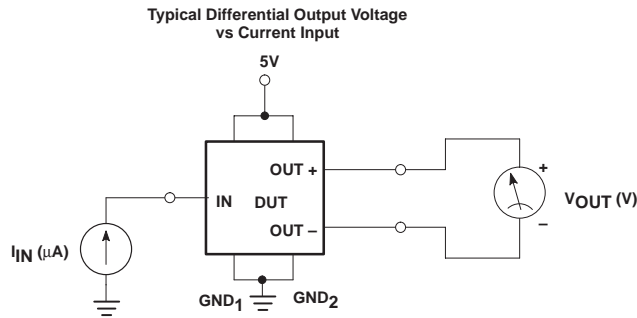 Typical Differential Output Voltage
vs Current Input
5V
OUT +
IN DUT
OUT –
+
–
VOUT (V)
IIN (µA)
GND1 GND2